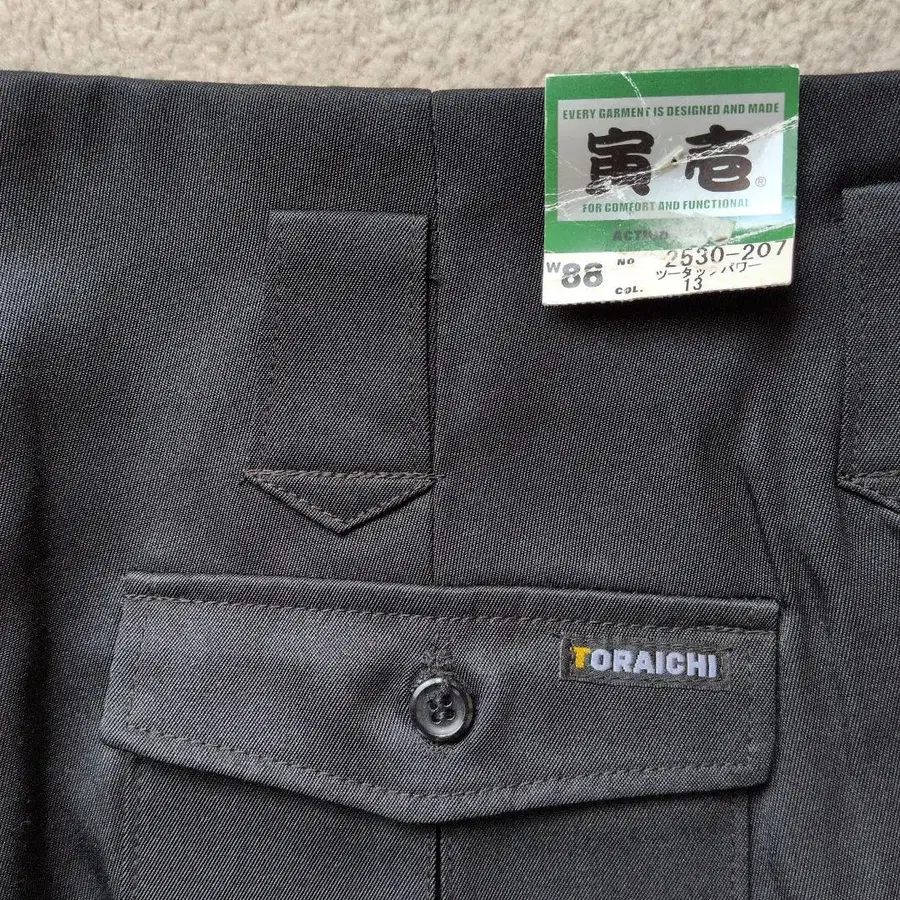 EVERY GARMENT IS DESIGNED AND MADE
寅壱®
FOR COMFORT AND FUNCTIONAL
W88 NO 2530-207
ツータックパワー
COL. 13
TORAICHI